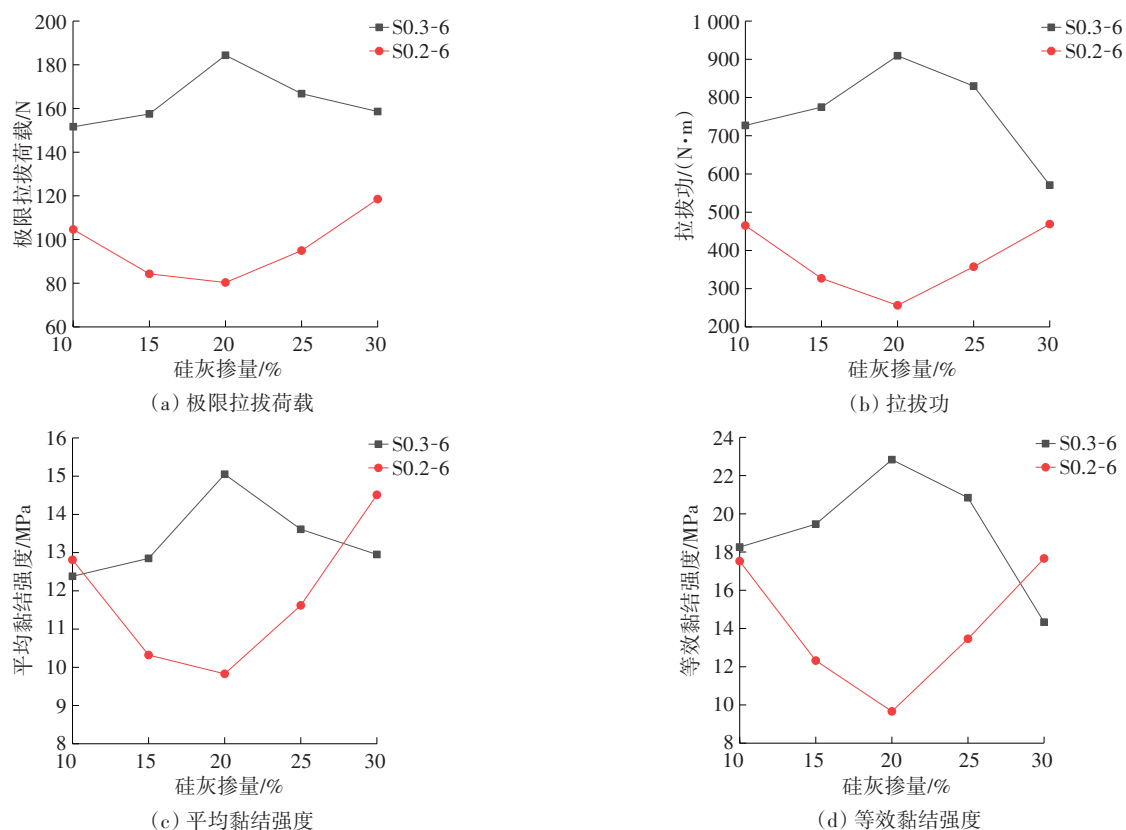 200
180
160
140
120
100
80
60
极限拉拔荷载/N
S0.3-6
S0.2-6
10 15 20 25 30
硅灰掺量/%
(a)极限拉拔荷载
1 000
900
800
700
600
500
400
300
200
拉拔功/(N·m)
S0.3-6
S0.2-6
10 15 20 25 30
硅灰掺量/%
(b)拉拔功
16
15
14
13
12
11
10
9
8
平均黏结强度/MPa
S0.3-6
S0.2-6
10 15 20 25 30
硅灰掺量/%
(c)平均黏结强度
24
22
20
18
16
14
12
10
8
等效黏结强度/MPa
S0.3-6
S0.2-6
10 15 20 25 30
硅灰掺量/%
(d)等效黏结强度